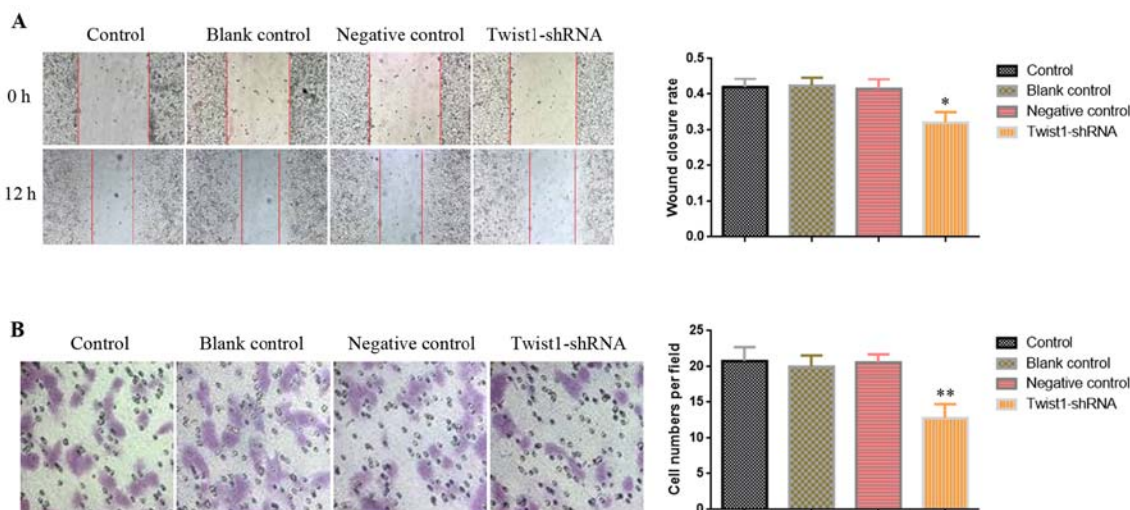 A
Control Blank control Negative control Twist1-shRNA
0 h
12 h
Wound closure rate
0.5
0.4
0.3
0.2
0.1
0.0
*
Control
Blank control
Negative control
Twist1-shRNA
B
Control Blank control Negative control Twist1-shRNA
Cell numbers per field
25
20
15
10
5
0
**
Control
Blank control
Negative control
Twist1-shRNA